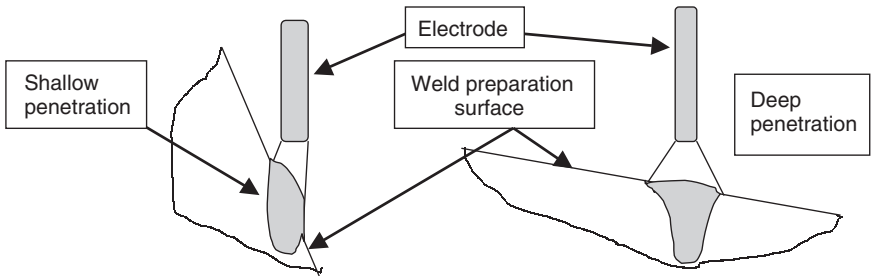 Electrode
Shallow
penetration
Weld preparation
surface
Deep
penetration